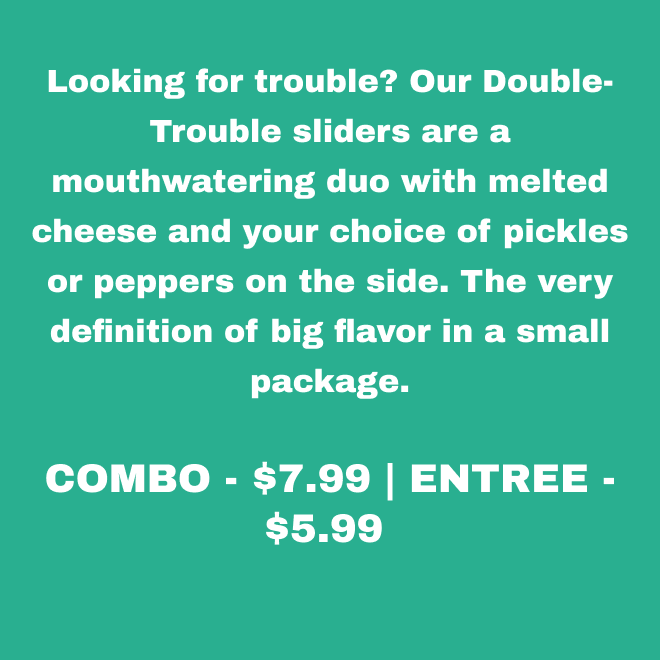 Looking for trouble? Our Double-
Trouble sliders are a
mouthwatering duo with melted
cheese and your choice of pickles
or peppers on the side. The very
definition of big flavor in a small
package.
COMBO - $7.99 | ENTREE -
$5.99